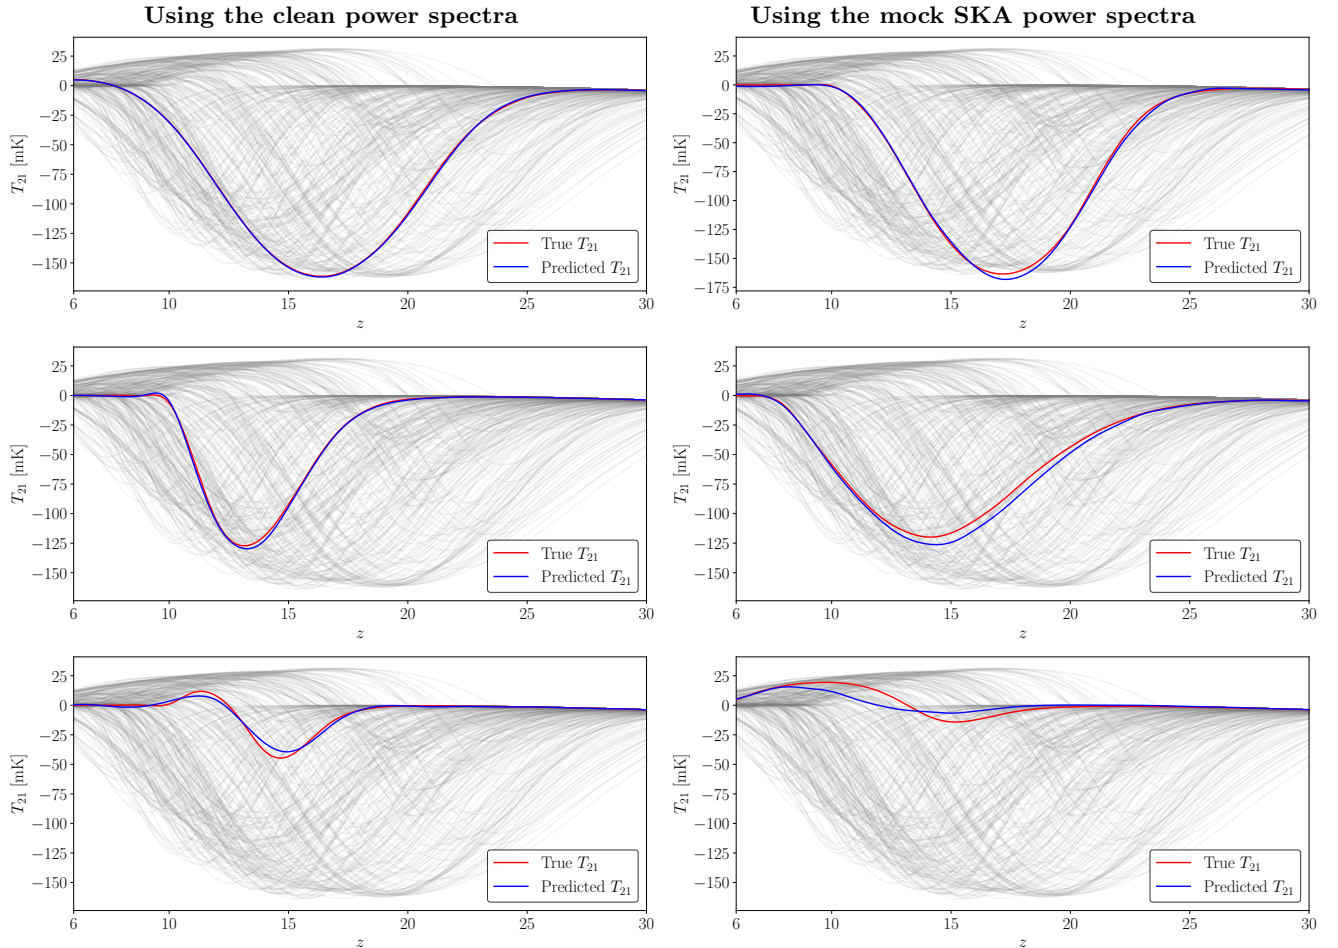 Using the clean power spectra
Using the mock SKA power spectra
25
0
−25
−50
−75
−100
−125
−150
T21 [mK]
True T21
Predicted T21
6 10 15 20 25 30
z
25
0
−25
−50
−75
−100
−125
−150
−175
T21 [mK]
True T21
Predicted T21
6 10 15 20 25 30
z
25
0
−25
−50
−75
−100
−125
−150
T21 [mK]
True T21
Predicted T21
6 10 15 20 25 30
z
25
0
−25
−50
−75
−100
−125
−150
T21 [mK]
True T21
Predicted T21
6 10 15 20 25 30
z
25
0
−25
−50
−75
−100
−125
−150
T21 [mK]
True T21
Predicted T21
6 10 15 20 25 30
z
25
0
−25
−50
−75
−100
−125
−150
T21 [mK]
True T21
Predicted T21
6 10 15 20 25 30
z